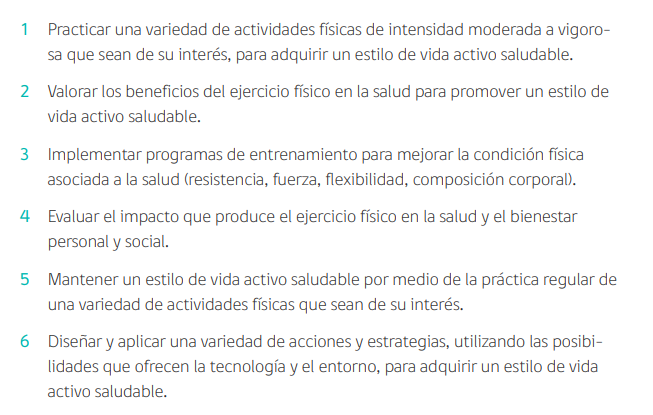 1 Practicar una variedad de actividades físicas de intensidad moderada a vigoro-
sa que sean de su interés, para adquirir un estilo de vida activo saludable.
2 Valorar los beneficios del ejercicio físico en la salud para promover un estilo de
vida activo saludable.
3 Implementar programas de entrenamiento para mejorar la condición física
asociada a la salud (resistencia, fuerza, flexibilidad, composición corporal).
4 Evaluar el impacto que produce el ejercicio físico en la salud y el bienestar
personal y social.
5 Mantener un estilo de vida activo saludable por medio de la práctica regular de
una variedad de actividades físicas que sean de su interés.
6 Diseñar y aplicar una variedad de acciones y estrategias, utilizando las posibi-
lidades que ofrecen la tecnología y el entorno, para adquirir un estilo de vida
activo saludable.